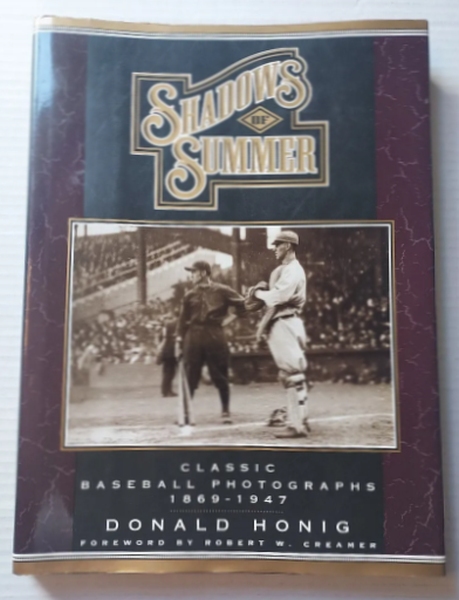 SHADOWS
OF
SUMMER
CLASSIC
BASEBALL PHOTOGRAPHS
1869-1947
DONALD HONIG
FOREWORD BY ROBERT W. CREAMER